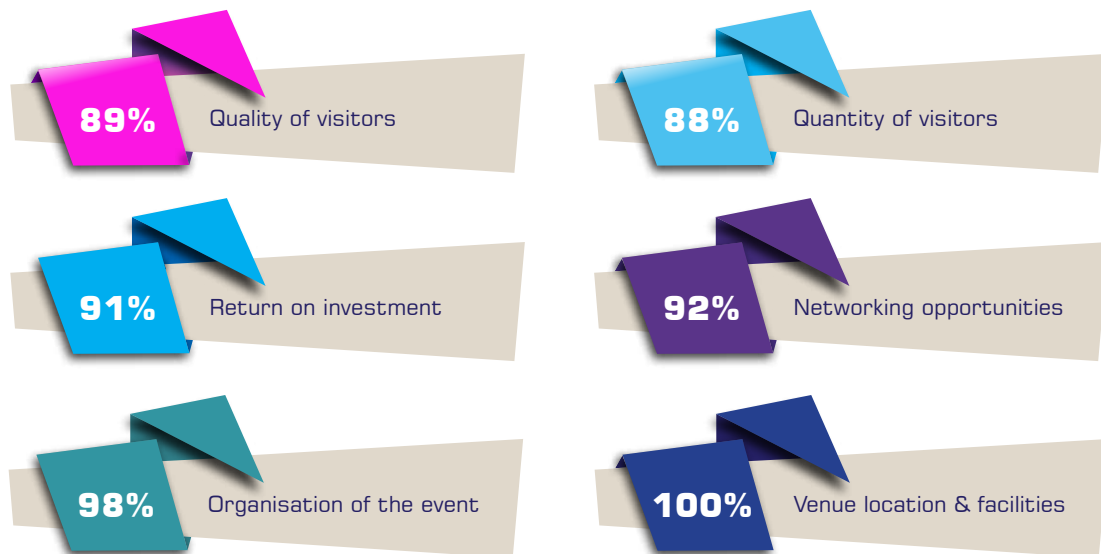 89% Quality of visitors
88% Quantity of visitors
91% Return on investment
92% Networking opportunities
98% Organisation of the event
100% Venue location & facilities